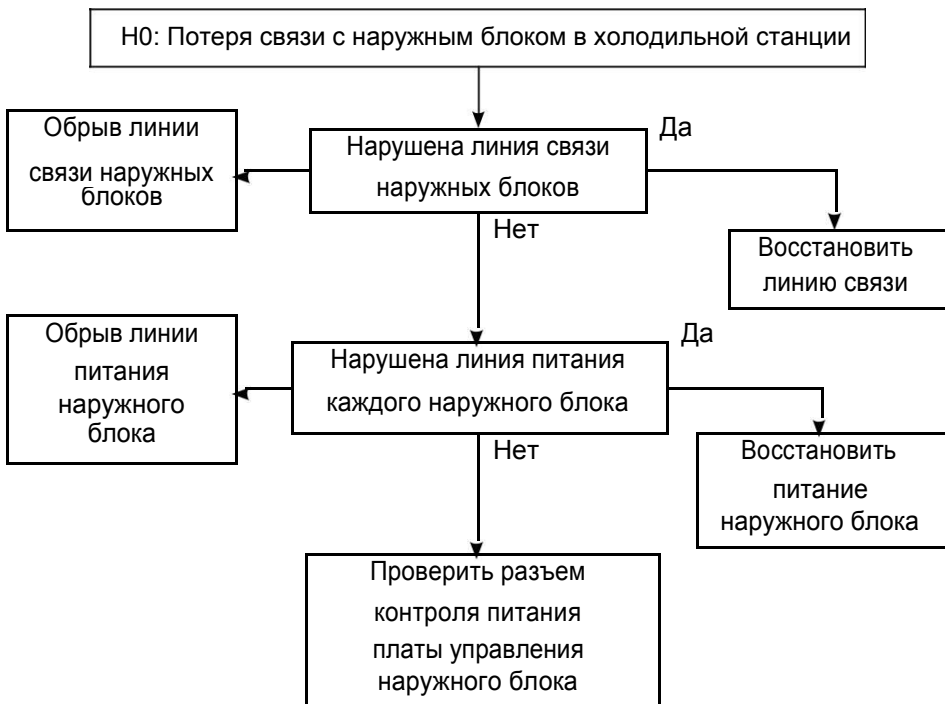 H0: Потеря связи с наружным блоком в холодильной станции
Обрыв линии
связи наружных
блоков
Нарушена линия связи
наружных блоков
Да
Нет
Восстановить
линию связи
Обрыв линии
питания
наружного
блока
Нарушена линия питания
каждого наружного блока
Да
Нет
Восстановить
питание
наружного блока
Проверить разъем
контроля питания
платы управления
наружного блока